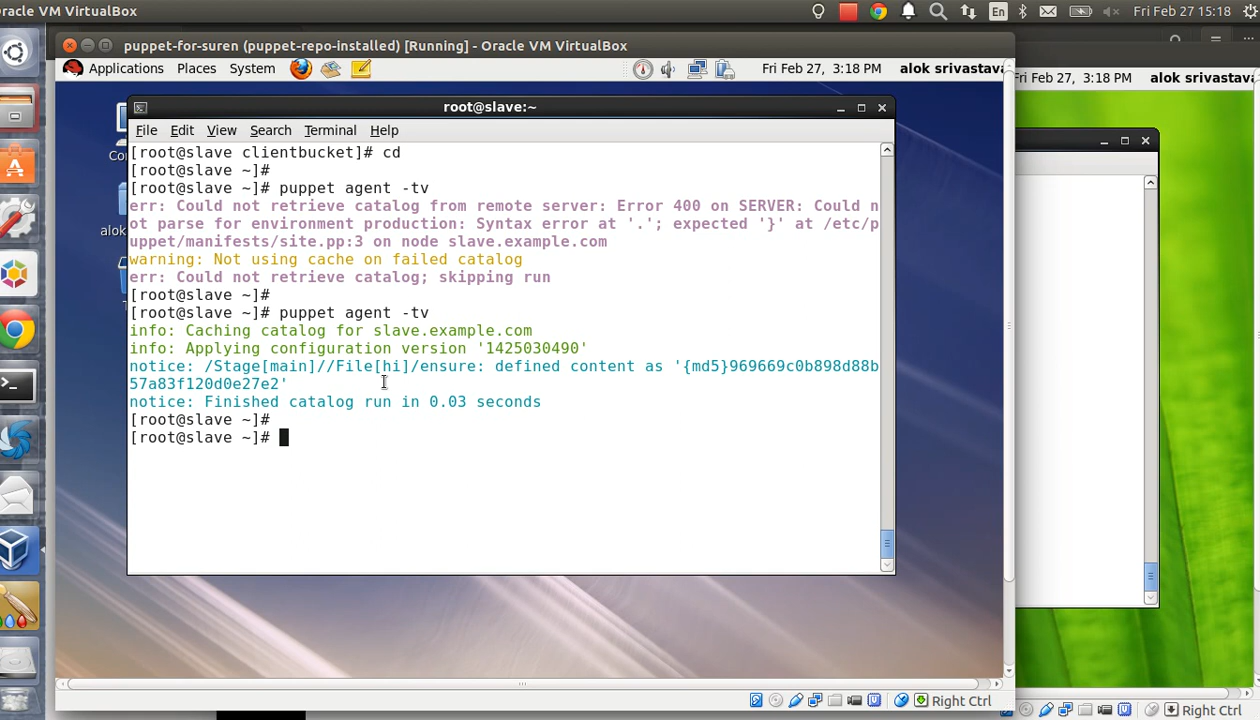 Oracle VM VirtualBox
En
Fri Feb 27 15:18
puppet-for-suren (puppet-repo-installed) [Running] - Oracle VM VirtualBox
Applications Places System
Fri Feb 27, 3:18 PM alok srivastava
Fri Feb 27, 3:18 PM alok srivastava
root@slave:~
File Edit View Search Terminal Help
[root@slave clientbucket]# cd
[root@slave ~]#
[root@slave ~]# puppet agent -tv
err: Could not retrieve catalog from remote server: Error 400 on SERVER: Could n
ot parse for environment production: Syntax error at '.'; expected '}' at /etc/p
uppet/manifests/site.pp:3 on node slave.example.com
warning: Not using cache on failed catalog
err: Could not retrieve catalog; skipping run
[root@slave ~]#
[root@slave ~]# puppet agent -tv
info: Caching catalog for slave.example.com
info: Applying configuration version '1425030490'
notice: /Stage[main]//File[hi]/ensure: defined content as '{md5}969669c0b898d88b
57a83f120d0e27e2'
notice: Finished catalog run in 0.03 seconds
[root@slave ~]#
[root@slave ~]#
Co
alok
T
Right Ctrl
Right Ctrl